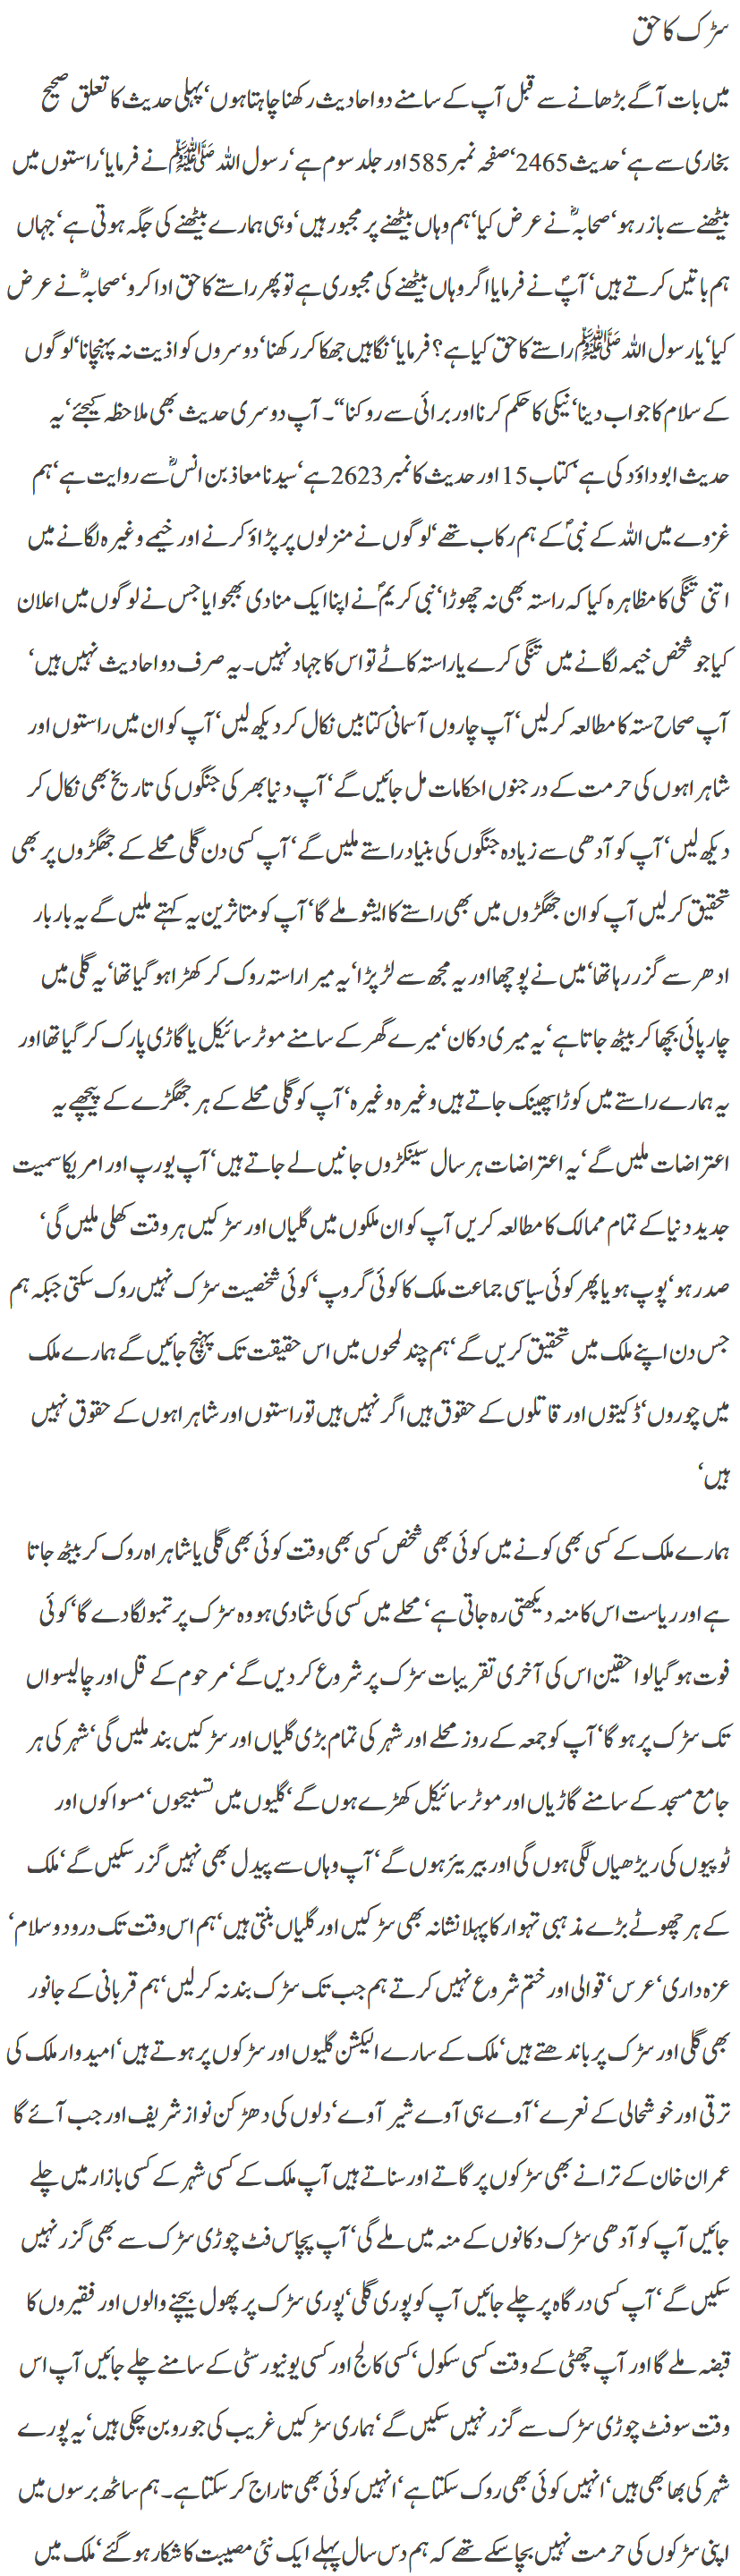 سڑک کا حق
میں بات آگے بڑھانے سے قبل آپ کے سامنے دو احادیث رکھنا چاہتا ہوں‘ پہلی حدیث کا تعلق صحیح
بخاری سے ہے‘ حدیث 2465‘ صفحہ نمبر 585 اور جلد سوم ہے‘ رسول اللہ ﷺ نے فرمایا‘ راستوں میں
بیٹھنے سے باز رہو‘ صحابہؓ نے عرض کیا‘ ہم وہاں بیٹھنے پر مجبور ہیں‘ وہی ہمارے بیٹھنے کی جگہ ہوتی ہے‘ جہاں
ہم باتیں کرتے ہیں‘ آپؐ نے فرمایا اگر وہاں بیٹھنے کی مجبوری ہے تو پھر راستے کا حق ادا کرو‘ صحابہؓ نے عرض
کیا‘ یا رسول اللہ ﷺ راستے کا حق کیا ہے؟ فرمایا‘ نگاہیں جھکا کر رکھنا‘ دوسروں کو اذیت نہ پہنچانا‘ لوگوں
کے سلام کا جواب دینا‘ نیکی کا حکم کرنا اور برائی سے روکنا‘‘۔ آپ دوسری حدیث بھی ملاحظہ کیجئے‘ یہ
حدیث ابو داؤد کی ہے‘ کتاب 15 اور حدیث کا نمبر 2623 ہے‘ سیدنا معاذ بن انسؓ سے روایت ہے‘ ہم
غزوے میں اللہ کے نبیؐ کے ہم رکاب تھے‘ لوگوں نے منزلوں پر پڑاؤ کرنے اور خیمے وغیرہ لگانے میں
اتنی تنگی کا مظاہرہ کیا کہ راستہ بھی نہ چھوڑا‘ نبی کریمؐ نے اپنا ایک منادی بھجوایا جس نے لوگوں میں اعلان
کیا جو شخص خیمہ لگانے میں تنگی کرے یا راستہ کاٹے تو اس کا جہاد نہیں۔ یہ صرف دو احادیث نہیں ہیں‘
آپ صحاح ستہ کا مطالعہ کر لیں‘ آپ چاروں آسمانی کتابیں نکال کر دیکھ لیں‘ آپ کو ان میں راستوں اور
شاہراہوں کی حرمت کے درجنوں احکامات مل جائیں گے‘ آپ دنیا بھر کی جنگوں کی تاریخ بھی نکال کر
دیکھ لیں‘ آپ کو آدھی سے زیادہ جنگوں کی بنیاد راستے ملیں گے‘ آپ کسی دن گلی محلے کے جھگڑوں پر بھی
تحقیق کر لیں آپ کو ان جھگڑوں میں بھی راستے کا ایشو ملے گا‘ آپ کو متاثرین یہ کہتے ملیں گے یہ بار بار
ادھر سے گزر رہا تھا‘ میں نے پوچھا اور یہ مجھ سے لڑ پڑا‘ یہ میرا راستہ روک کر کھڑا ہو گیا تھا‘ یہ گلی میں
چارپائی بچھا کر بیٹھ جاتا ہے‘ یہ میری دکان‘ میرے گھر کے سامنے موٹر سائیکل یا گاڑی پارک کر گیا تھا اور
یہ ہمارے راستے میں کوڑا پھینک جاتے ہیں وغیرہ وغیرہ‘ آپ کو گلی محلے کے ہر جھگڑے کے پیچھے یہ
اعتراضات ملیں گے‘ یہ اعتراضات ہر سال سینکڑوں جانیں لے جاتے ہیں‘ آپ یورپ اور امریکا سمیت
جدید دنیا کے تمام ممالک کا مطالعہ کریں آپ کو ان ملکوں میں گلیاں اور سڑکیں ہر وقت کھلی ملیں گی‘
صدر ہو‘ پوپ ہو یا پھر کوئی سیاسی جماعت ملک کا کوئی گروپ‘ کوئی شخصیت سڑک نہیں روک سکتی جبکہ ہم
جس دن اپنے ملک میں تحقیق کریں گے‘ ہم چند لمحوں میں اس حقیقت تک پہنچ جائیں گے ہمارے ملک
میں چوروں‘ ڈکیتوں اور قاتلوں کے حقوق ہیں اگر نہیں ہیں تو راستوں اور شاہراہوں کے حقوق نہیں
ہیں‘
ہمارے ملک کے کسی بھی کونے میں کوئی بھی شخص کسی بھی وقت کوئی بھی گلی یا شاہراہ روک کر بیٹھ جاتا
ہے اور ریاست اس کا منہ دیکھتی رہ جاتی ہے‘ محلے میں کسی کی شادی ہو وہ سڑک پر تمبو لگا دے گا‘ کوئی
فوت ہو گیا لواحقین اس کی آخری تقریبات سڑک پر شروع کر دیں گے‘ مرحوم کے قل اور چالیسواں
تک سڑک پر ہو گا‘ آپ کو جمعہ کے روز محلے اور شہر کی تمام بڑی گلیاں اور سڑکیں بند ملیں گی‘ شہر کی ہر
جامع مسجد کے سامنے گاڑیاں اور موٹر سائیکل کھڑے ہوں گے‘ گلیوں میں تسبیحوں‘ مسواکوں اور
ٹوپیوں کی ریڑھیاں لگی ہوں گی اور بیریئر ہوں گے‘ آپ وہاں سے پیدل بھی نہیں گزر سکیں گے‘ ملک
کے ہر چھوٹے بڑے مذہبی تہوار کا پہلا نشانہ بھی سڑکیں اور گلیاں بنتی ہیں‘ ہم اس وقت تک درود و سلام‘
عزہ داری‘ عرس‘ قوالی اور ختم شروع نہیں کرتے ہم جب تک سڑک بند نہ کر لیں‘ ہم قربانی کے جانور
بھی گلی اور سڑک پر باندھتے ہیں‘ ملک کے سارے الیکشن گلیوں اور سڑکوں پر ہوتے ہیں‘ امیدوار ملک کی
ترقی اور خوشحالی کے نعرے‘ آوے ہی آوے شیر آوے‘ دلوں کی دھڑکن نواز شریف اور جب آئے گا
عمران خان کے ترانے بھی سڑکوں پر گاتے اور سناتے ہیں آپ ملک کے کسی شہر کے کسی بازار میں چلے
جائیں آپ کو آدھی سڑک دکانوں کے منہ میں ملے گی‘ آپ پچاس فٹ چوڑی سڑک سے بھی گزر نہیں
سکیں گے‘ آپ کسی درگاہ پر چلے جائیں آپ کو پوری گلی‘ پوری سڑک پر پھول بیچنے والوں اور فقیروں کا
قبضہ ملے گا اور آپ چھٹی کے وقت کسی سکول‘ کسی کالج اور کسی یونیورسٹی کے سامنے چلے جائیں آپ اس
وقت سو فٹ چوڑی سڑک سے گزر نہیں سکیں گے‘ ہماری سڑکیں غریب کی جورو بن چکی ہیں‘ یہ پورے
شہر کی بھابھی ہیں‘ انہیں کوئی بھی روک سکتا ہے‘ انہیں کوئی بھی تاراج کر سکتا ہے۔ ہم ساٹھ برسوں میں
اپنی سڑکوں کی حرمت نہیں بچا سکے تھے کہ ہم دس سال پہلے ایک نئی مصیبت کا شکار ہو گئے‘ ملک میں